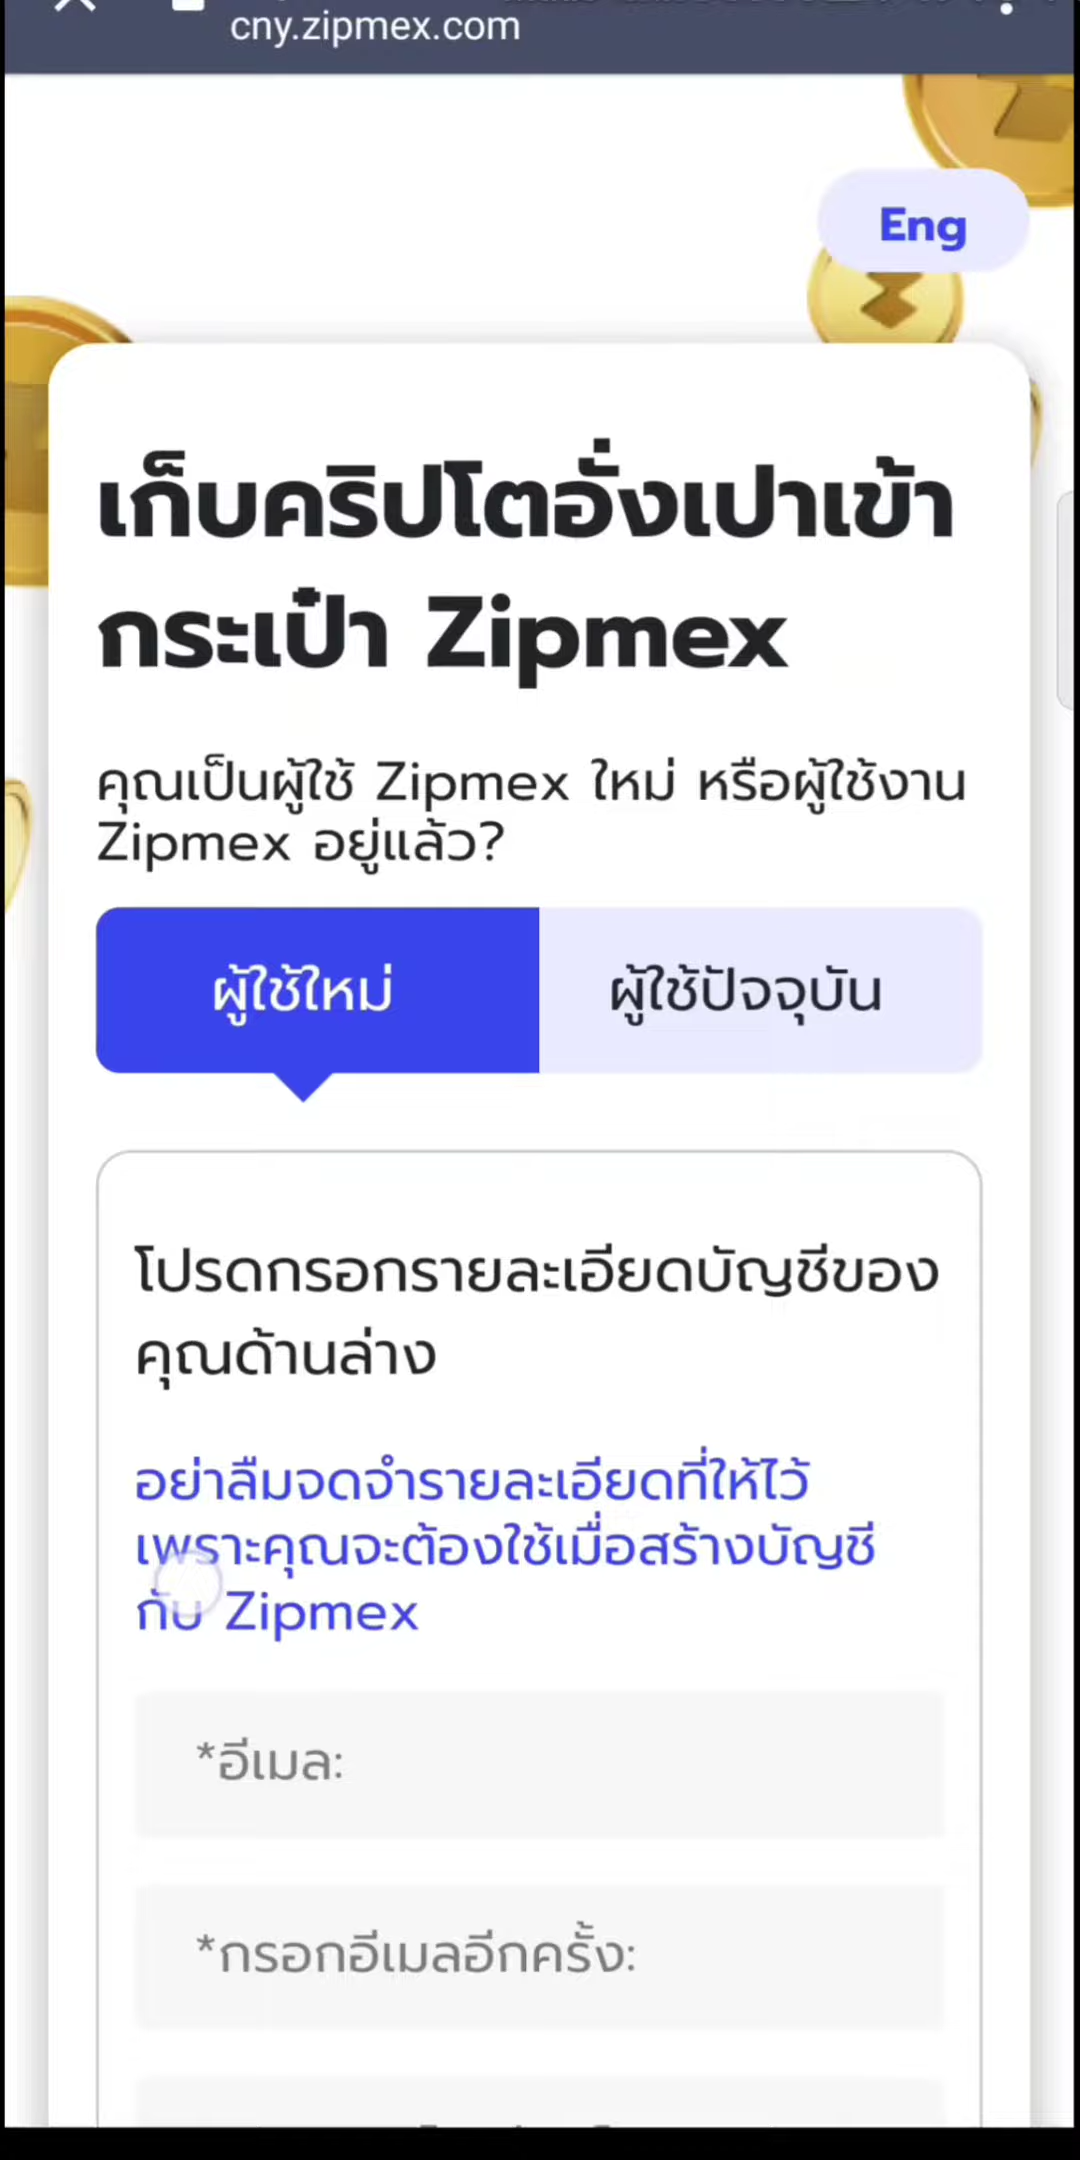 cny.zipmex.com
Eng
เก็บคริปโตอั่งเปาเข้า
กระเป๋า Zipmex
คุณเป็นผู้ใช้ Zipmex ใหม่ หรือผู้ใช้งาน
Zipmex อยู่แล้ว?
ผู้ใช้ใหม่
ผู้ใช้ปัจจุบัน
โปรดกรอกรายละเอียดบัญชีของ
คุณด้านล่าง
อย่าลืมจดจำรายละเอียดที่ให้ไว้
เพราะคุณจะต้องใช้เมื่อสร้างบัญชี
กับ Zipmex
*อีเมล:
*กรอกอีเมลอีกครั้ง: